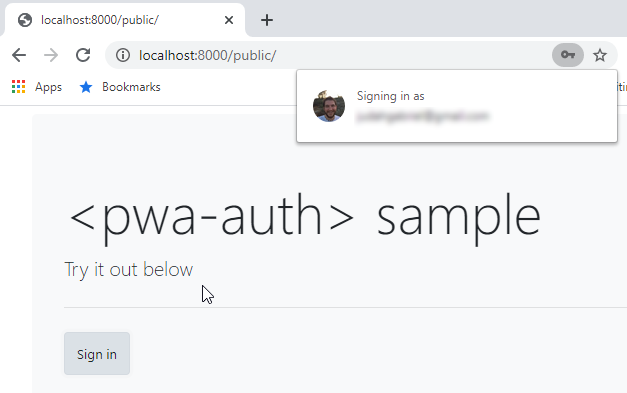 localhost:8000/public/
localhost:8000/public/
Apps
Bookmarks
Signing in as
<pwa-auth> sample
Try it out below
Sign in